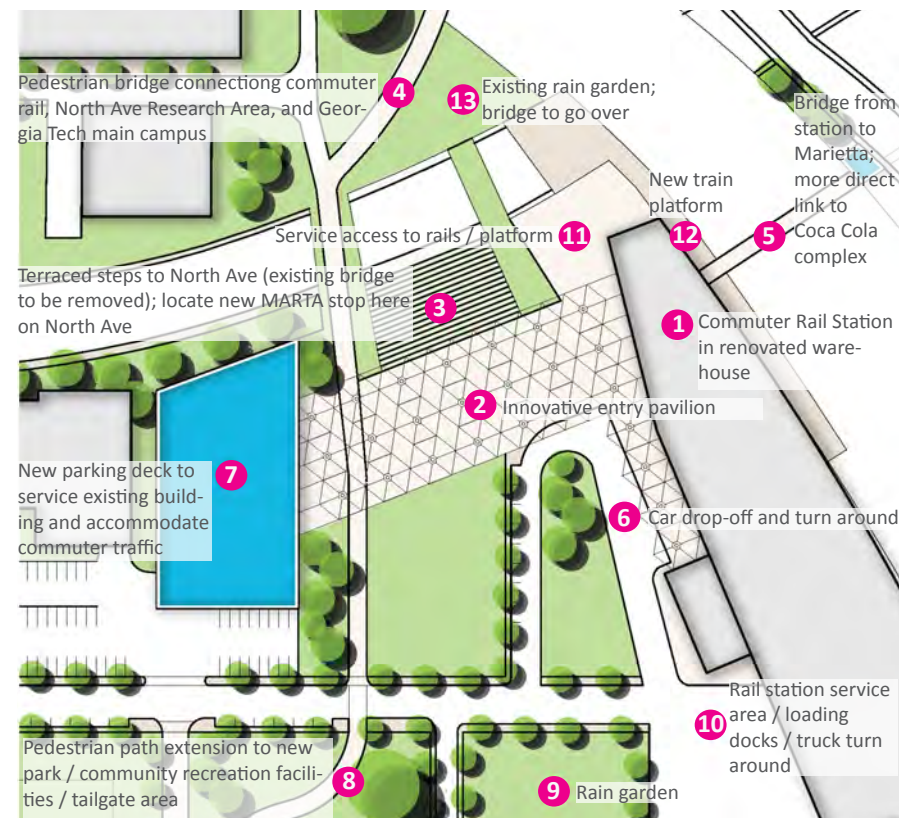 Pedestrian bridge connectiong commuter
rail, North Ave Research Area, and Geor-
gia Tech main campus
4
13
Existing rain garden;
bridge to go over
Bridge from
station to
Marietta;
more direct
link to
Coca Cola
complex
5
New train
platform
12
Service access to rails / platform
11
Terraced steps to North Ave (existing bridge
to be removed); locate new MARTA stop here
on North Ave
3
1
Commuter Rail Station
in renovated ware-
house
2
Innovative entry pavilion
New parking deck to
service existing build-
ing and accommodate
commuter traffic
7
6
Car drop-off and turn around
10
Rail station service
area / loading
docks / truck turn
around
Pedestrian path extension to new
park / community recreation facili-
ties / tailgate area
8
9
Rain garden